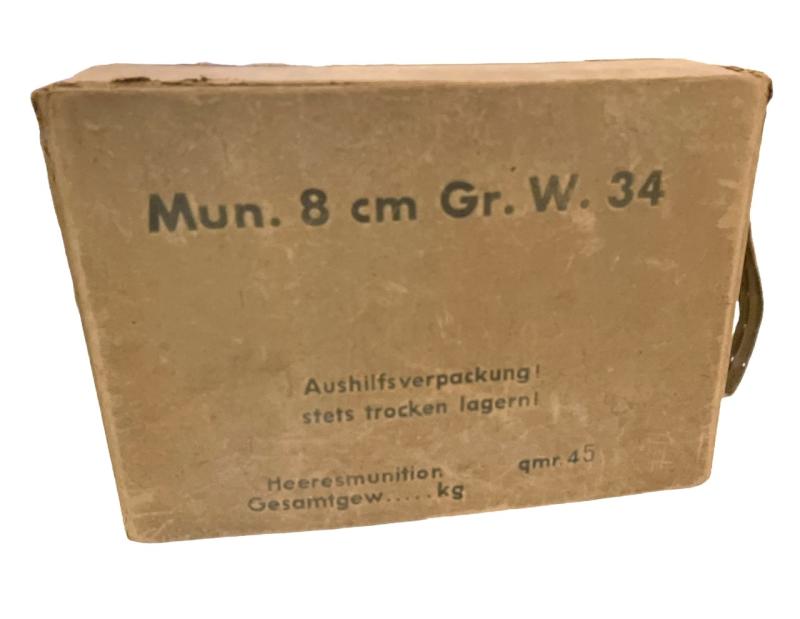 Mun. 8 cm Gr. W. 34
Aushilfsverpackung!
stets trocken lagern!
Heeresmunition qmr. 45
Gesamtgew.....kg